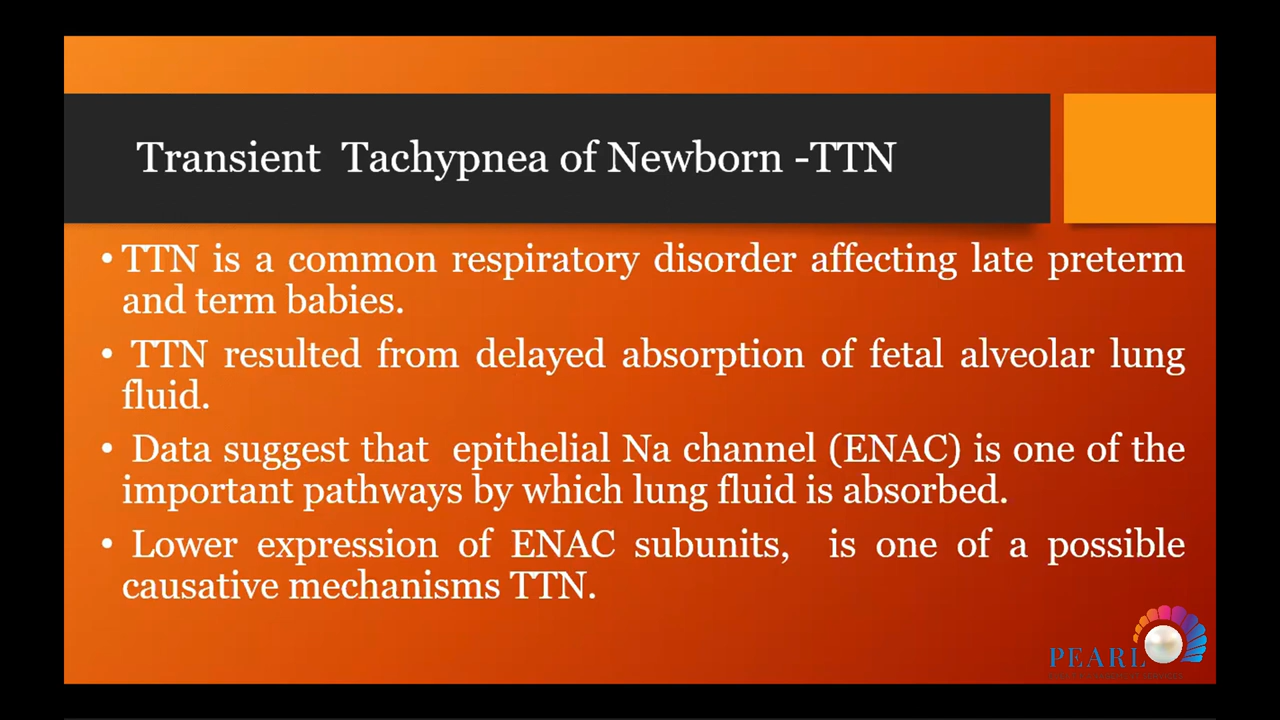 Transient Tachypnea of Newborn -TTN
• TTN is a common respiratory disorder affecting late preterm
and term babies.
• TTN resulted from delayed absorption of fetal alveolar lung
fluid.
• Data suggest that epithelial Na channel (ENAC) is one of the
important pathways by which lung fluid is absorbed.
• Lower expression of ENAC subunits, is one of a possible
causative mechanisms TTN.
PEARL